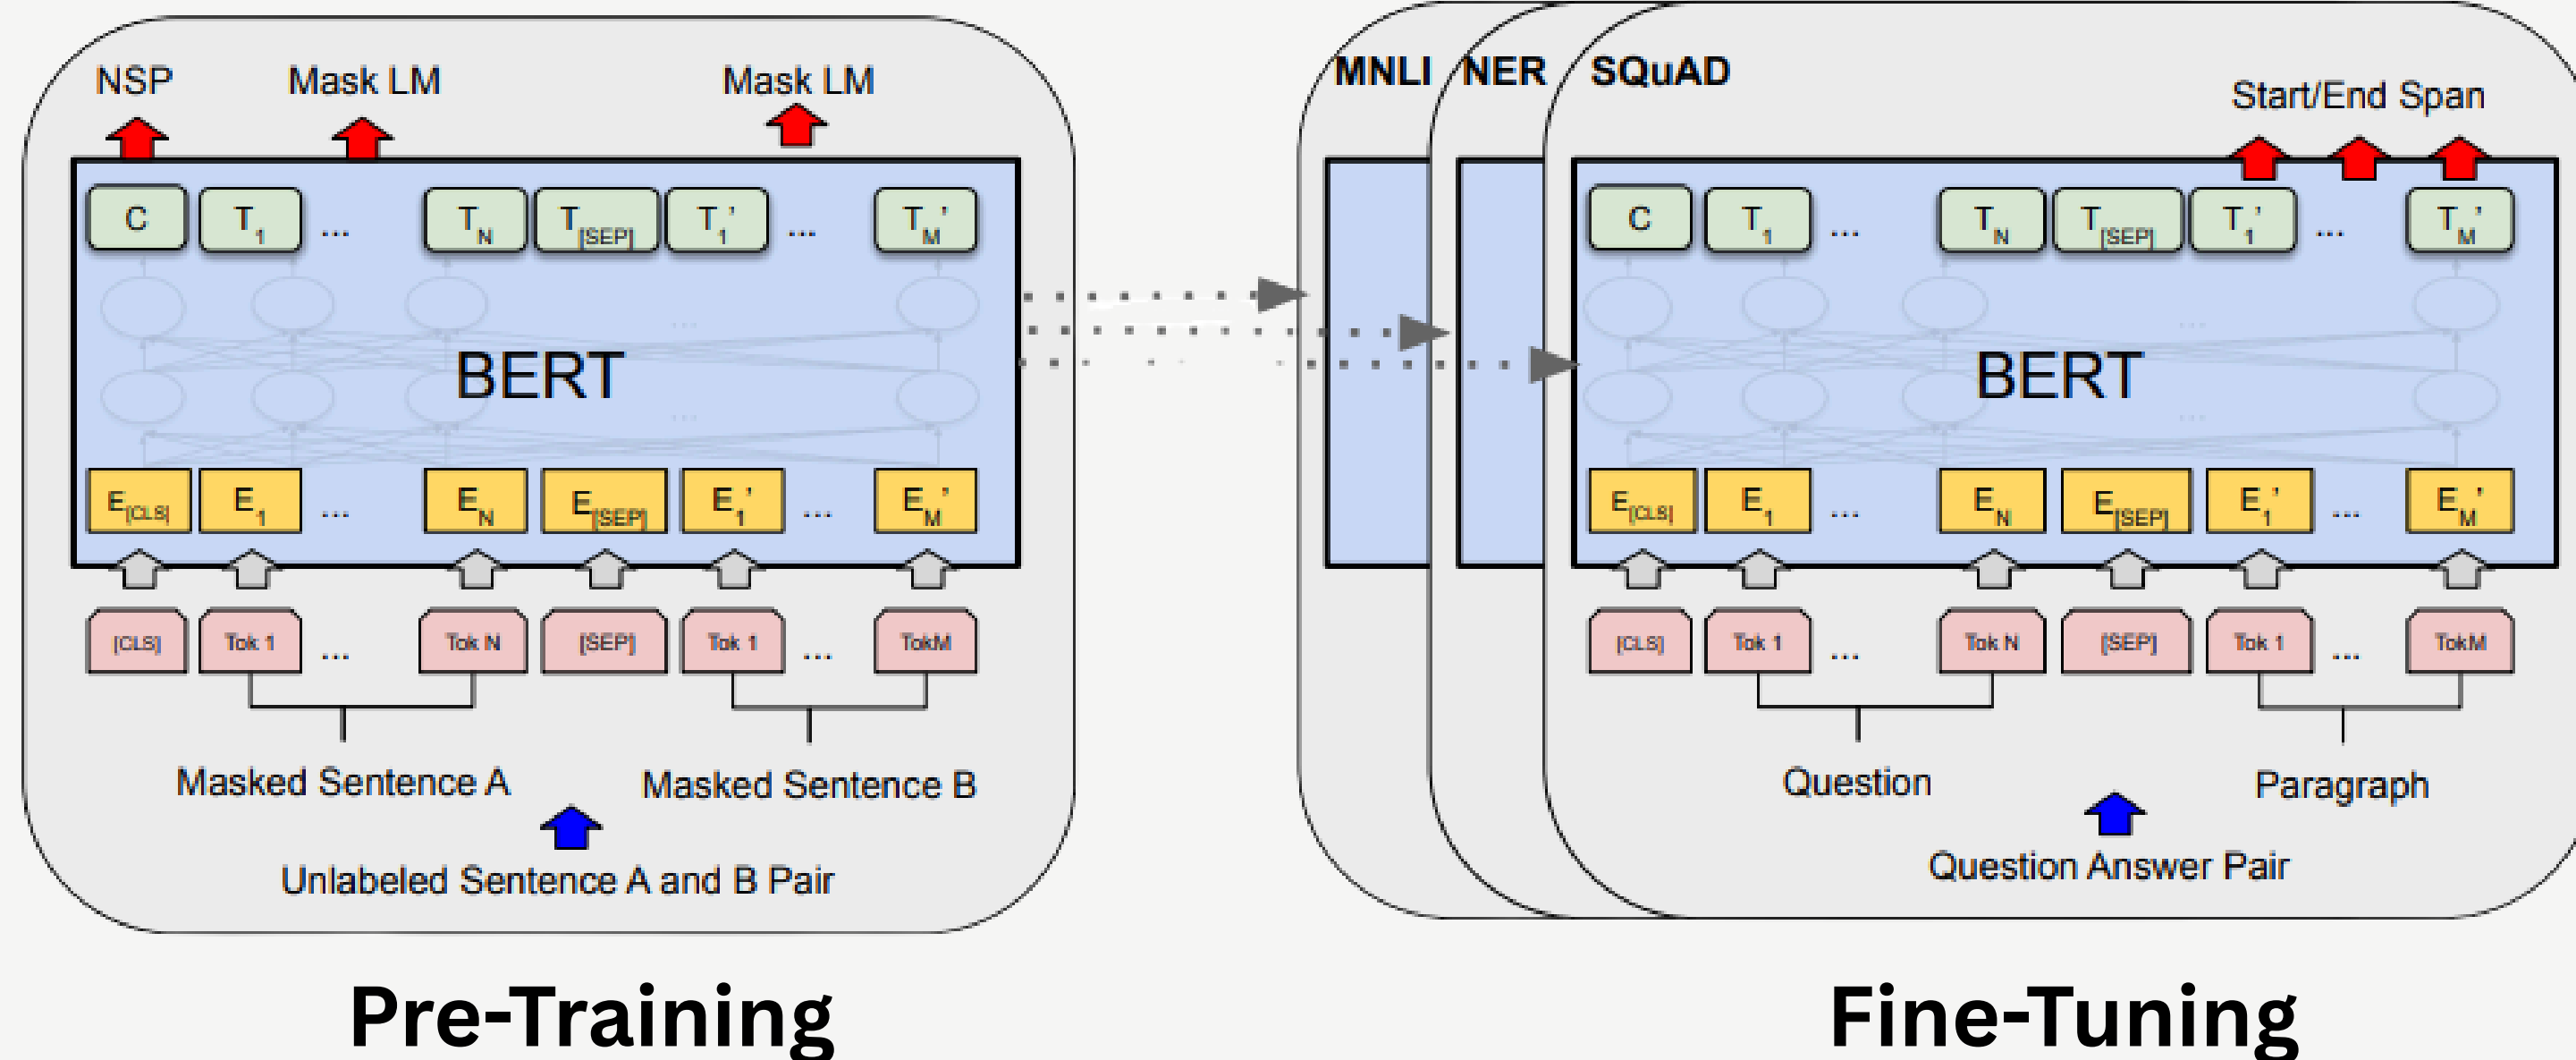 NSP Mask LM Mask LM
C T1 ... TN T[SEP] T1' ... TM'
...
BERT
...
E[CLS] E1 ... EN E[SEP] E1' ... EM'
[CLS] Tok 1 ... Tok N [SEP] Tok 1 ... TokM
Masked Sentence A Masked Sentence B
Unlabeled Sentence A and B Pair
Pre-Training
MNLI NER SQuAD
Start/End Span
C T1 ... TN T[SEP] T1' ... TM'
...
BERT
...
E[CLS] E1 ... EN E[SEP] E1' ... EM'
[CLS] Tok 1 ... Tok N [SEP] Tok 1 ... TokM
Question Paragraph
Question Answer Pair
Fine-Tuning